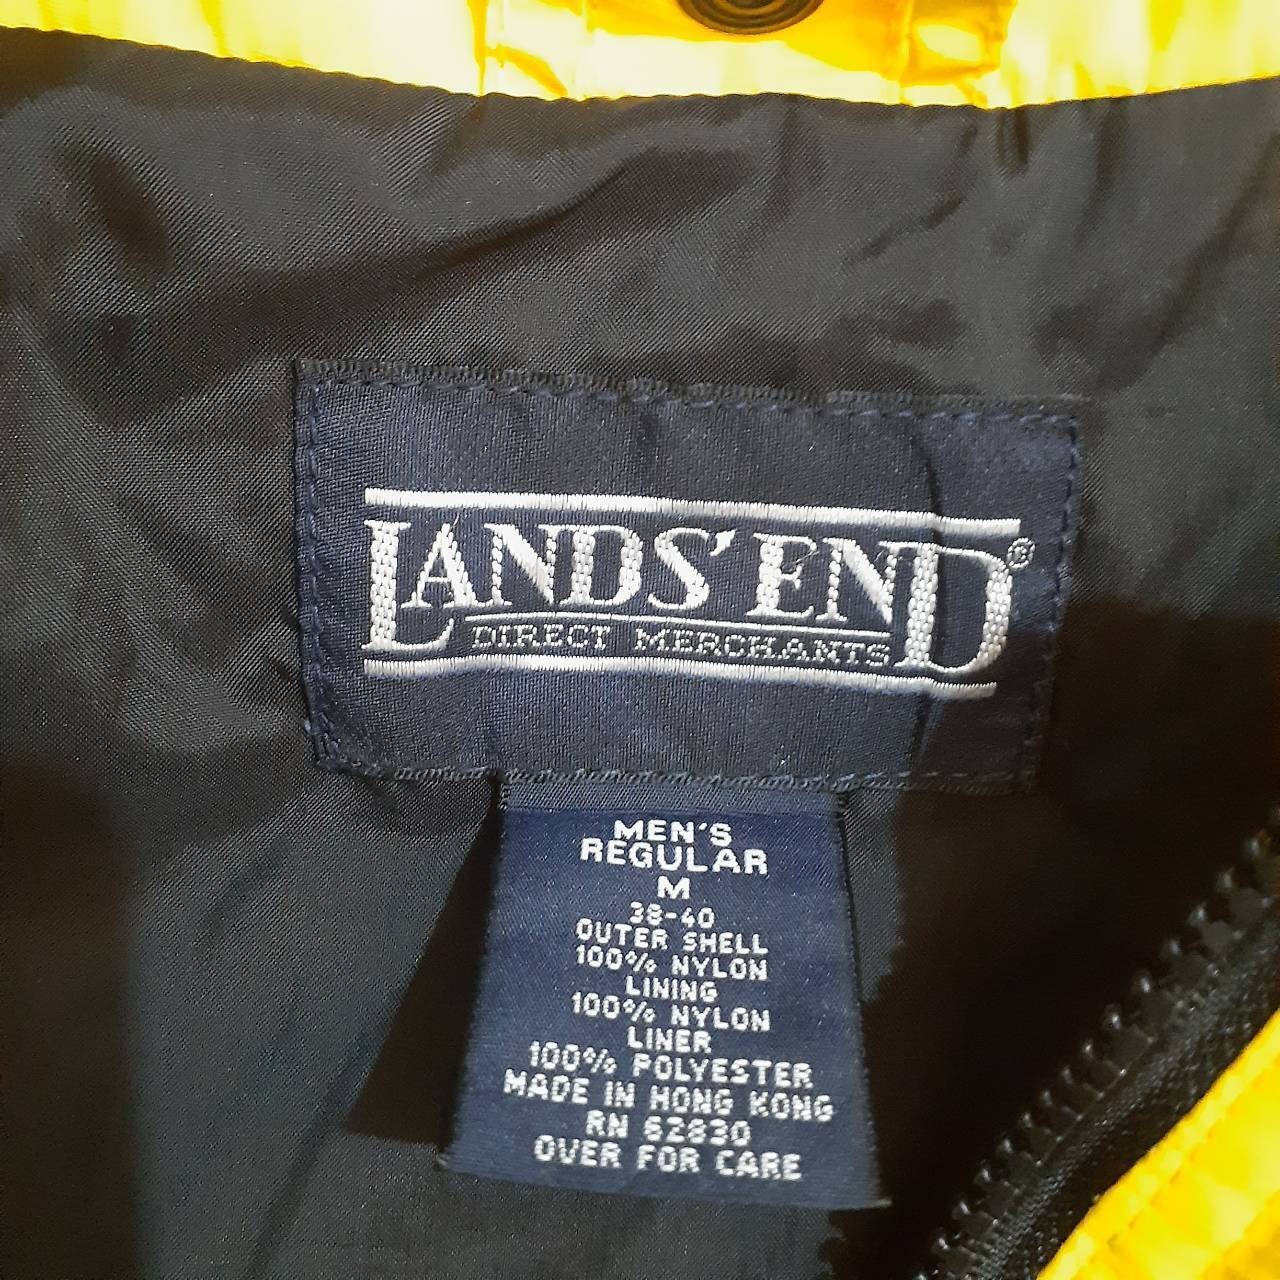 LANDS' END®
DIRECT MERCHANTS
MEN'S
REGULAR
M
38-40
OUTER SHELL
100% NYLON
LINING
100% NYLON
LINER
100% POLYESTER
MADE IN HONG KONG
RN 62830
OVER FOR CARE